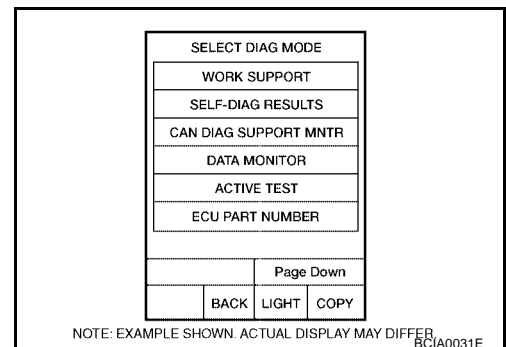 SELECT DIAG MODE
WORK SUPPORT
SELF-DIAG RESULTS
CAN DIAG SUPPORT MNTR
DATA MONITOR
ACTIVE TEST
ECU PART NUMBER
Page Down
BACK LIGHT COPY
NOTE: EXAMPLE SHOWN. ACTUAL DISPLAY MAY DIFFER.
BCIA0031E